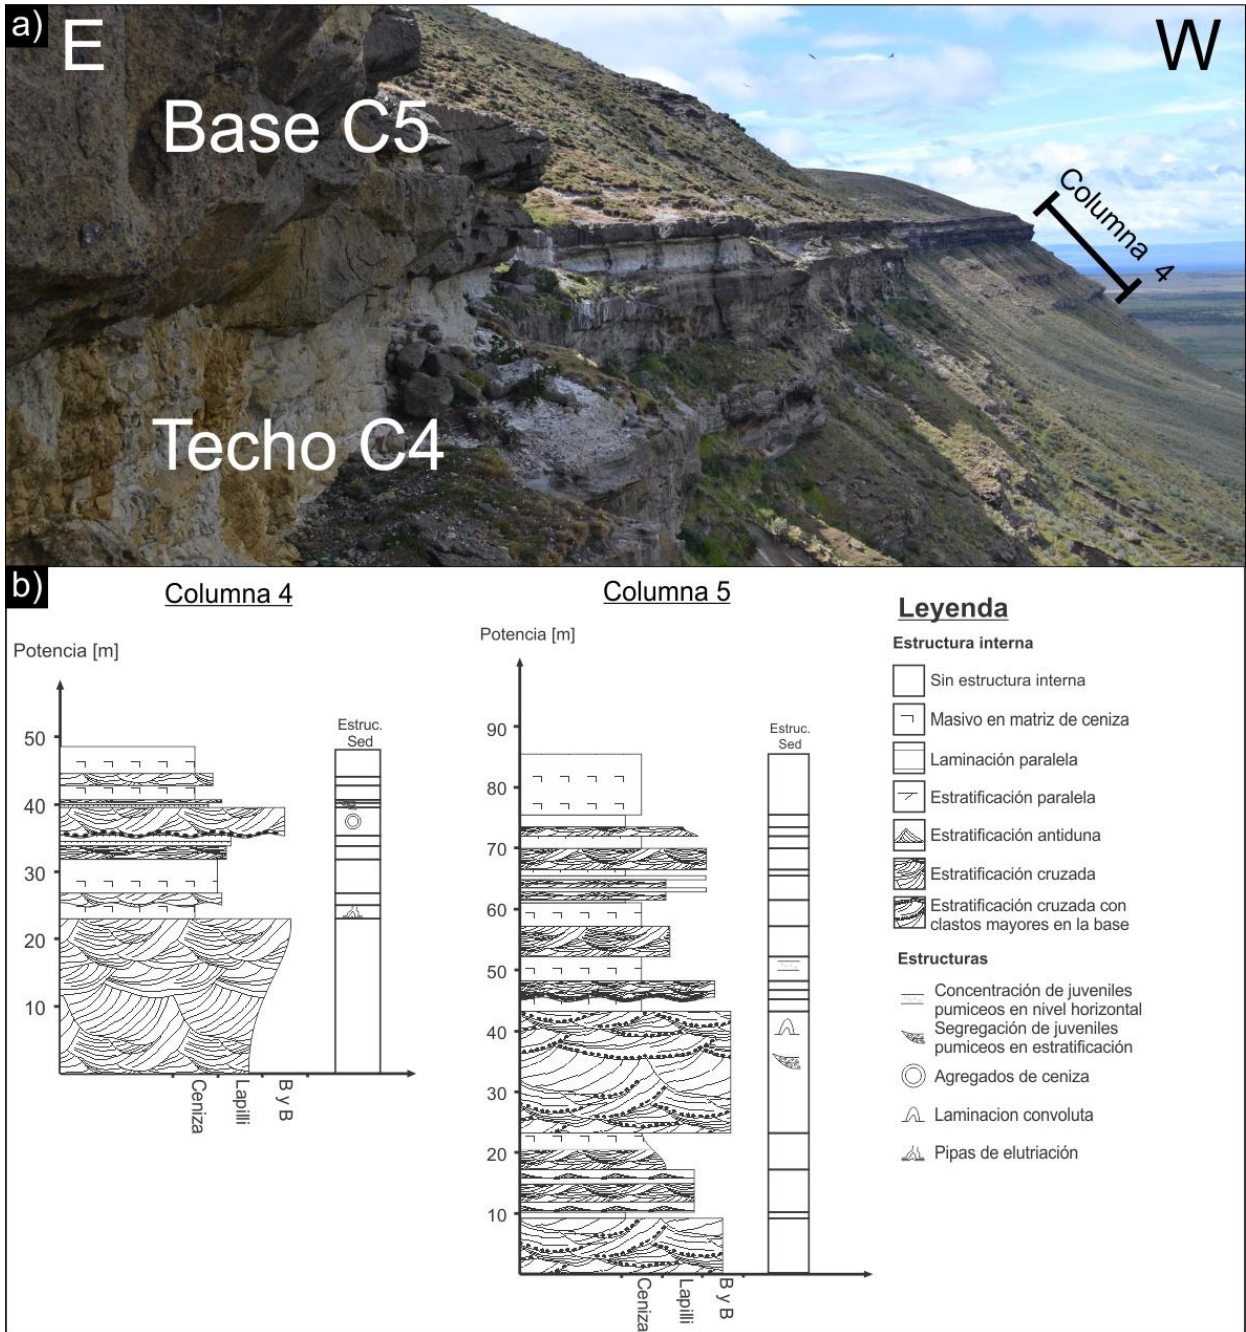 a)
E
W
Base C5
Columna 4
Techo C4
b)
Columna 4
Potencia [m]
50
40
30
20
10
Estruc.
Sed
Ceniza
Lapilli
B y B
Columna 5
Potencia [m]
90
80
70
60
50
40
30
20
10
Estruc.
Sed
Ceniza
Lapilli
B y B
Leyenda
Estructura interna
Sin estructura interna
Masivo en matriz de ceniza
Laminación paralela
Estratificación paralela
Estratificación antiduna
Estratificación cruzada
Estratificación cruzada con
clastos mayores en la base
Estructuras
Concentración de juveniles
pumiceos en nivel horizontal
Segregación de juveniles
pumiceos en estratificación
Agregados de ceniza
Laminacion convoluta
Pipas de elutriación